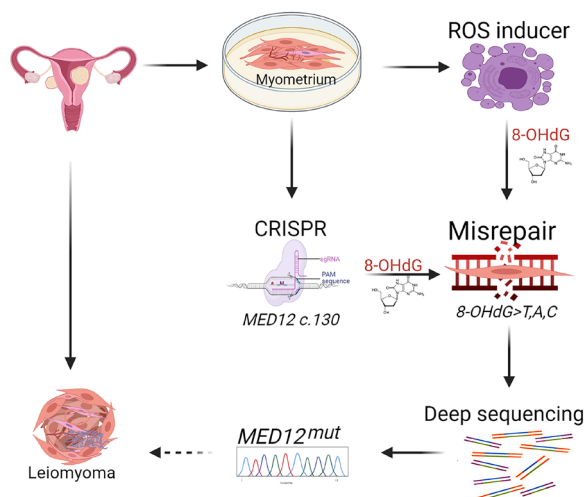 ROS inducer
Myometrium
8-OHdG
CRISPR
sgRNA
PAM
sequence
MED12 c.130
8-OHdG
Misrepair
8-OHdG>T,A,C
Deep sequencing
MED12mut
Leiomyoma